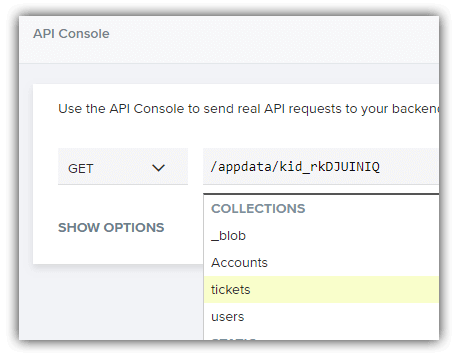 API Console
Use the API Console to send real API requests to your backend
GET
/appdata/kid_rkDJUINIQ
SHOW OPTIONS
COLLECTIONS
_blob
Accounts
tickets
users